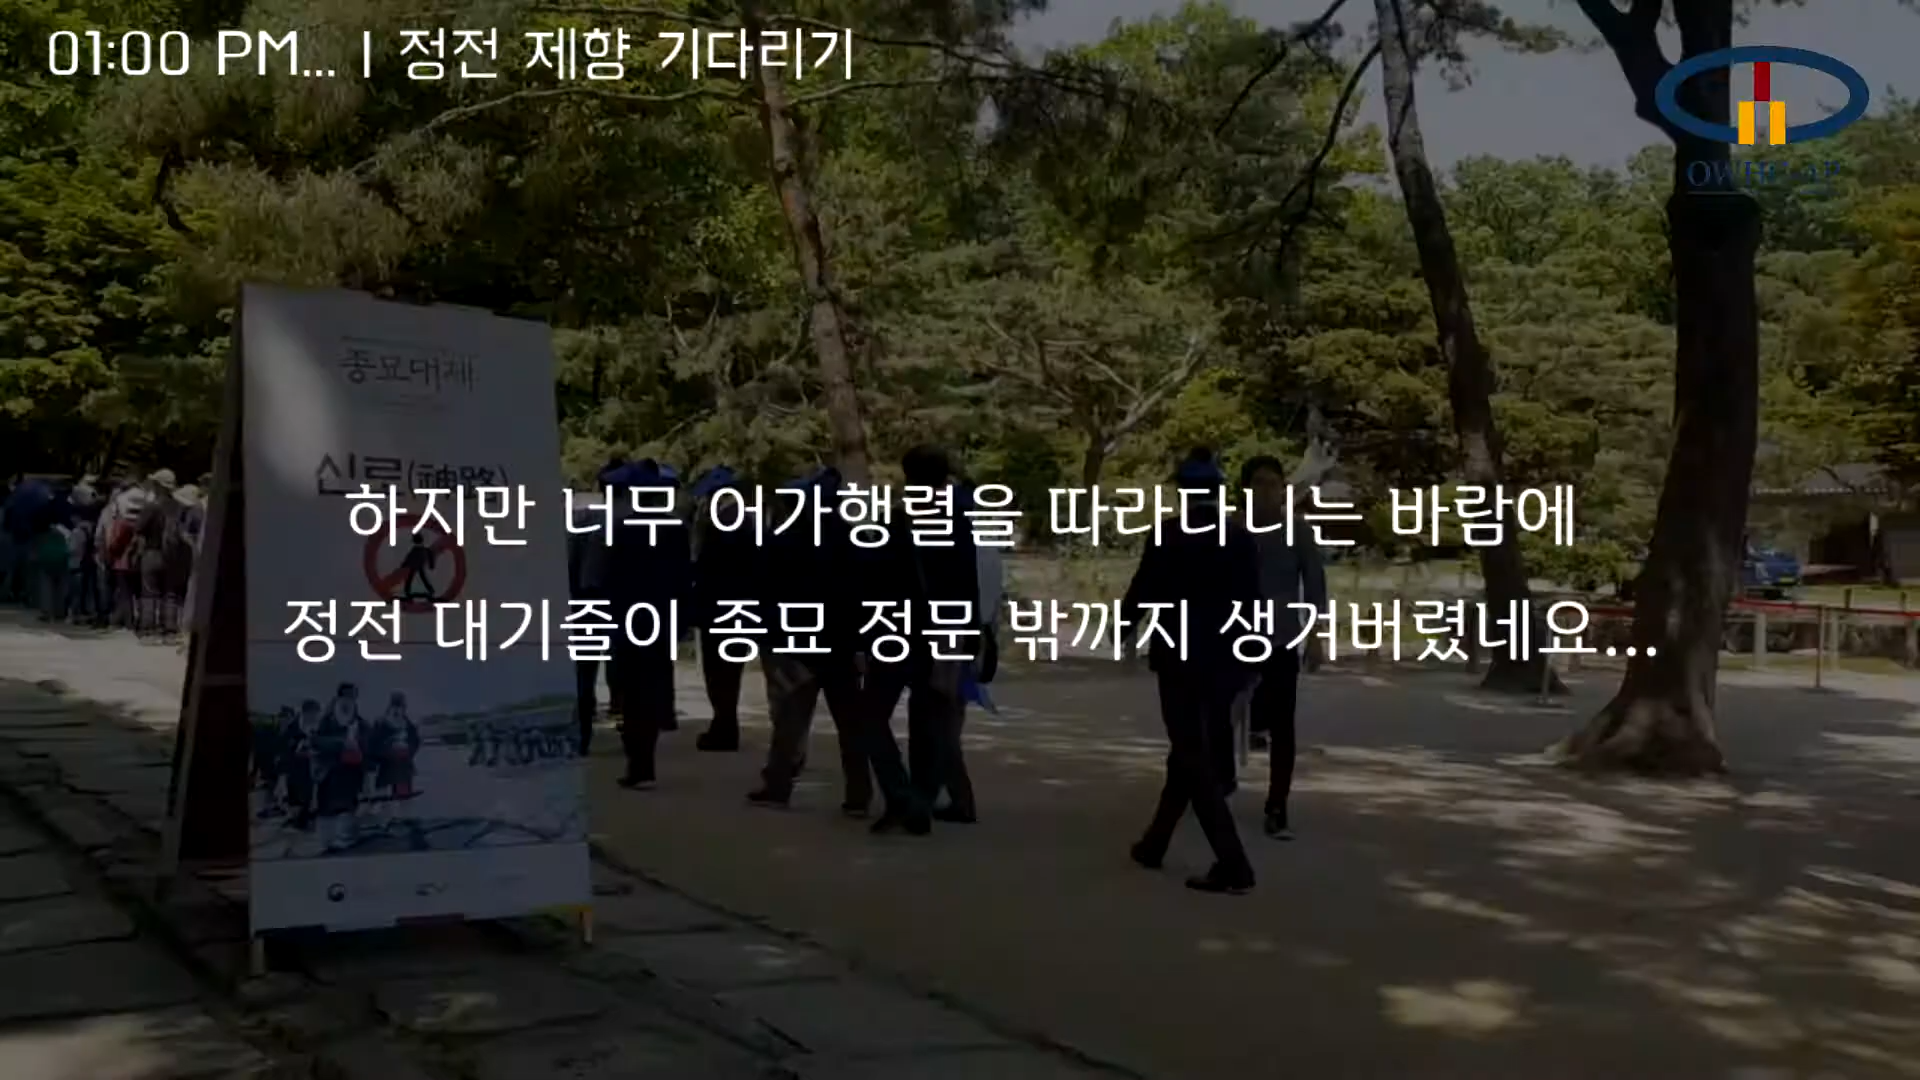 01:00 PM... | 정전 제향 기다리기
OWHC-AP
종묘대제
신로(神路)
하지만 너무 어가행렬을 따라다니는 바람에
정전 대기줄이 종묘 정문 밖까지 생겨버렸네요...